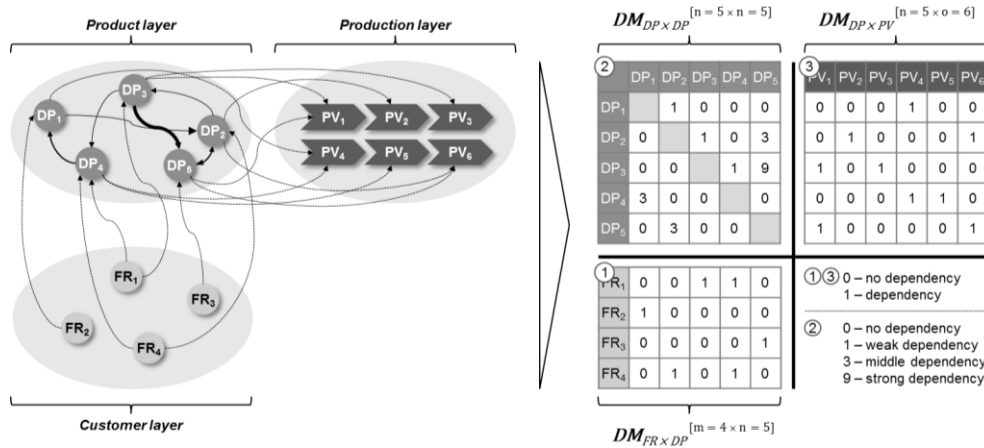 Product layer
Production layer
DP1
DP3
DP2
DP4
DP5
PV1 PV2 PV3
PV4 PV5 PV6
FR1
FR2
FR3
FR4
Customer layer
DM DP×DP [n = 5 × n = 5]
DM DP×PV [n = 5 × o = 6]
2 DP1 DP2 DP3 DP4 DP5
DP1 1 0 0 0
DP2 0 1 0 3
DP3 0 0 1 9
DP4 3 0 0 0
DP5 0 3 0 0
3 PV1 PV2 PV3 PV4 PV5 PV6
0 0 0 1 0 0
0 1 0 0 0 1
1 0 1 0 0 0
0 0 0 1 1 0
1 0 0 0 0 1
1
FR1 0 0 1 1 0
FR2 1 0 0 0 0
FR3 0 0 0 0 1
FR4 0 1 0 1 0
1 3 0 – no dependency
1 – dependency
2 0 – no dependency
1 – weak dependency
3 – middle dependency
9 – strong dependency
DM FR×DP [m = 4 × n = 5]